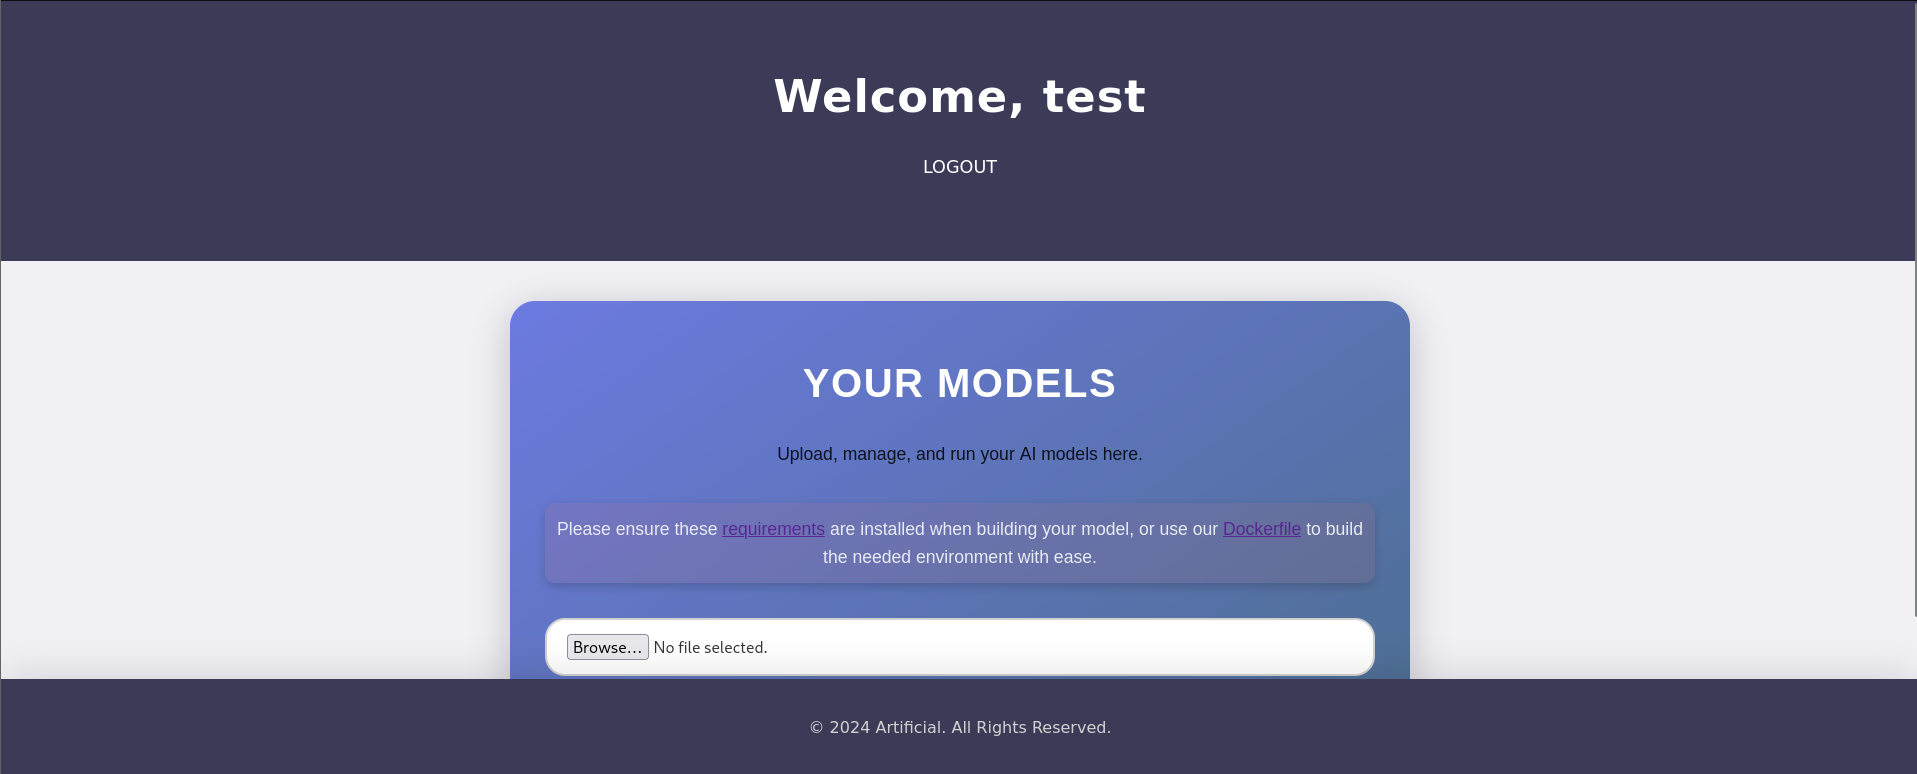 Welcome, test
LOGOUT
YOUR MODELS
Upload, manage, and run your AI models here.
Please ensure these requirements are installed when building your model, or use our Dockerfile to build
the needed environment with ease.
Browse... No file selected.
© 2024 Artificial. All Rights Reserved.